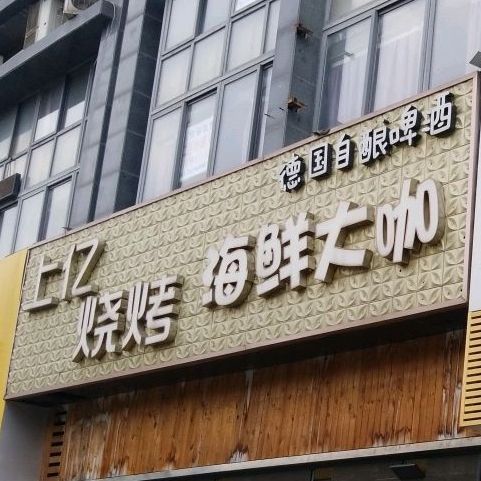 德国自酿啤酒
上亿
烧烤 海鲜大咖